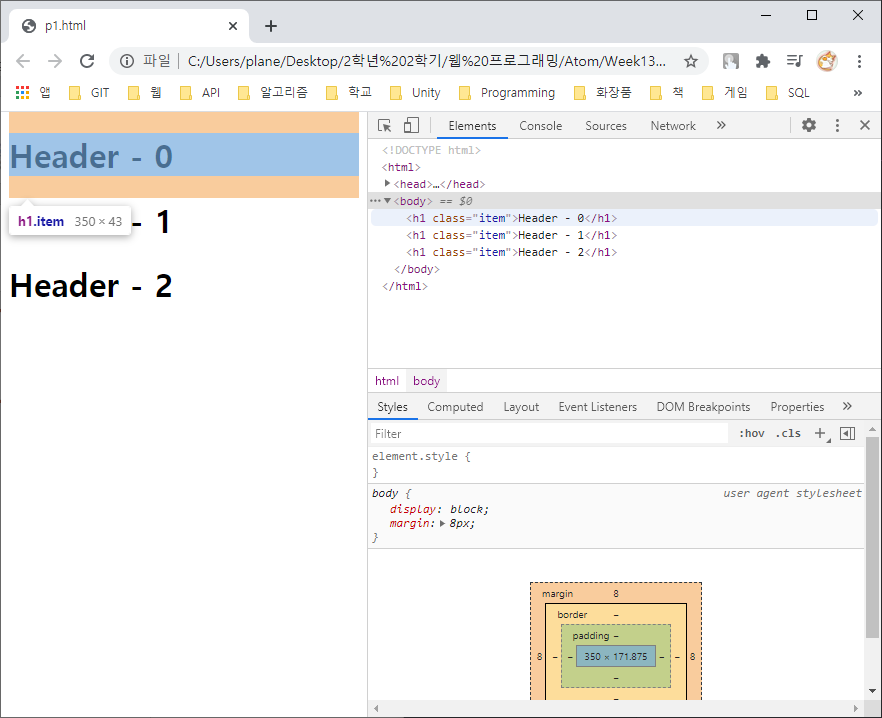 p1.html
파일 | C:/Users/plane/Desktop/2학년%202학기/웹%20프로그래밍/Atom/Week13...
앱 GIT 웹 API 알고리즘 학교 Unity Programming 화장품 책 게임 SQL »
Header - 0
h1.item 350 × 43
- 1
Header - 2
Elements Console Sources Network »
<!DOCTYPE html>
<html>
<head>…</head>
<body> == $0
<h1 class="item">Header - 0</h1>
<h1 class="item">Header - 1</h1>
<h1 class="item">Header - 2</h1>
</body>
</html>
html body
Styles Computed Layout Event Listeners DOM Breakpoints Properties »
Filter :hov .cls +
element.style {
}
body { user agent stylesheet
display: block;
margin: 8px;
}
margin 8
border –
padding –
8 – – 350 × 171.875 – – 8
–